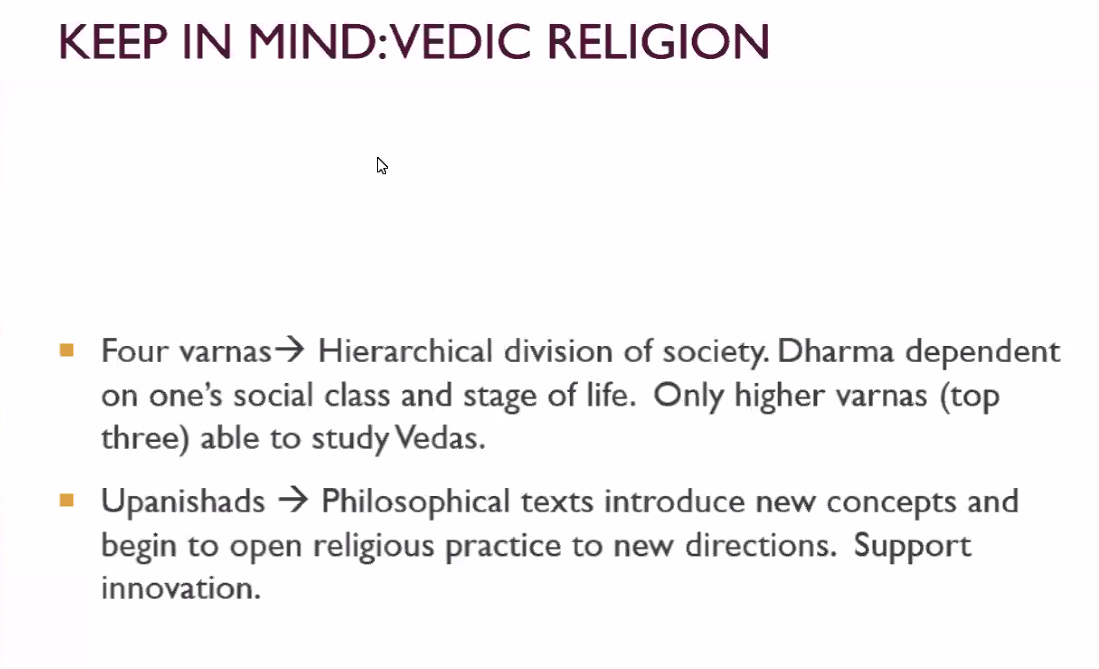 KEEP IN MIND:VEDIC RELIGION
▪ Four varnas→ Hierarchical division of society. Dharma dependent
on one's social class and stage of life.  Only higher varnas (top
three) able to study Vedas.
▪ Upanishads → Philosophical texts introduce new concepts and
begin to open religious practice to new directions.  Support
innovation.